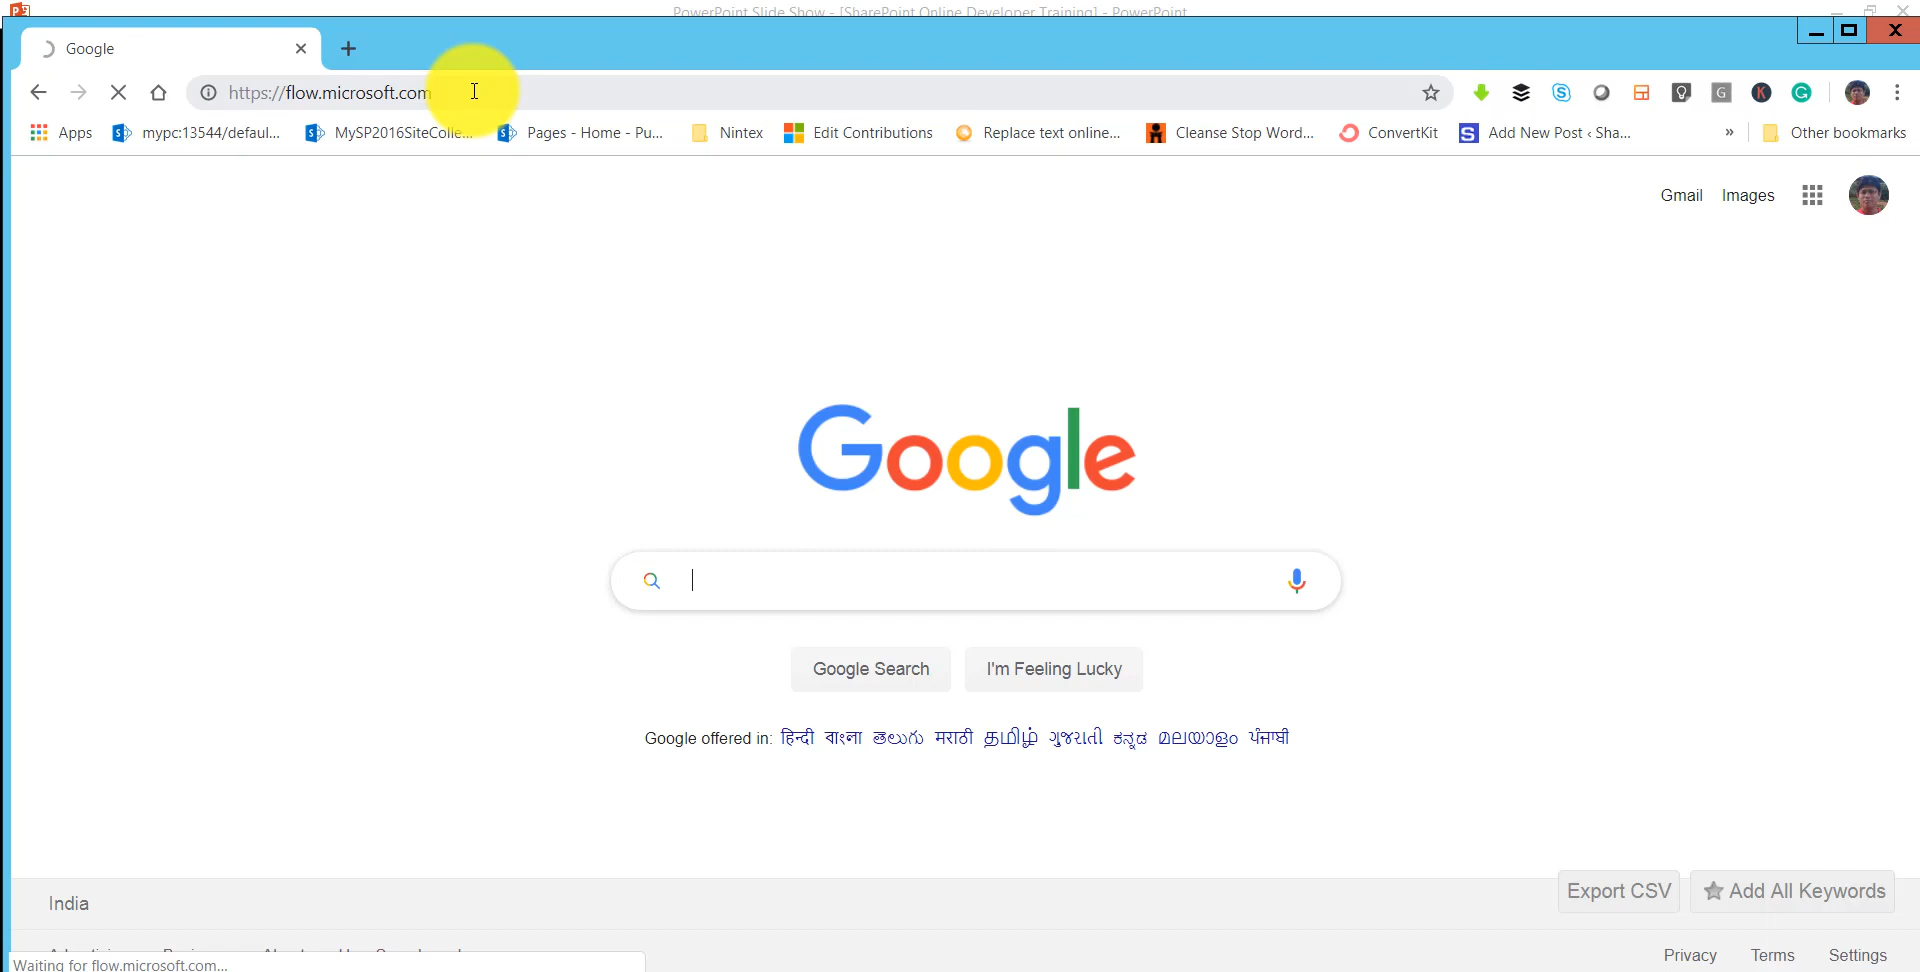 PowerPoint Slide Show - [SharePoint Online Developer Training] - PowerPoint
Google
https://flow.microsoft.com
Apps mypc:13544/defaul... MySP2016SiteColle... Pages - Home - Pu... Nintex Edit Contributions Replace text online... Cleanse Stop Word... ConvertKit Add New Post ‹ Sha... » Other bookmarks
Gmail Images
Google
Google Search I'm Feeling Lucky
Google offered in: हिन्दी বাংলা తెలుగు मराठी தமிழ் ગુજરાતી ಕನ್ನಡ മലയാളം ਪੰਜਾਬੀ
Export CSV Add All Keywords
India
Privacy Terms Settings
Waiting for flow.microsoft.com...